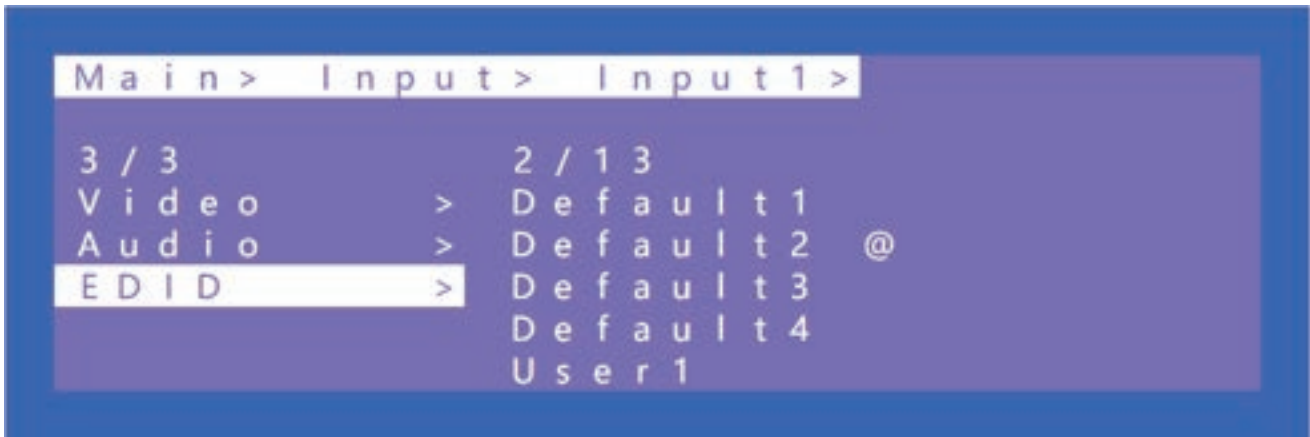 Main> Input> Input1>
3/3 2/13
Video > Default1
Audio > Default2 @
EDID > Default3
Default4
User1